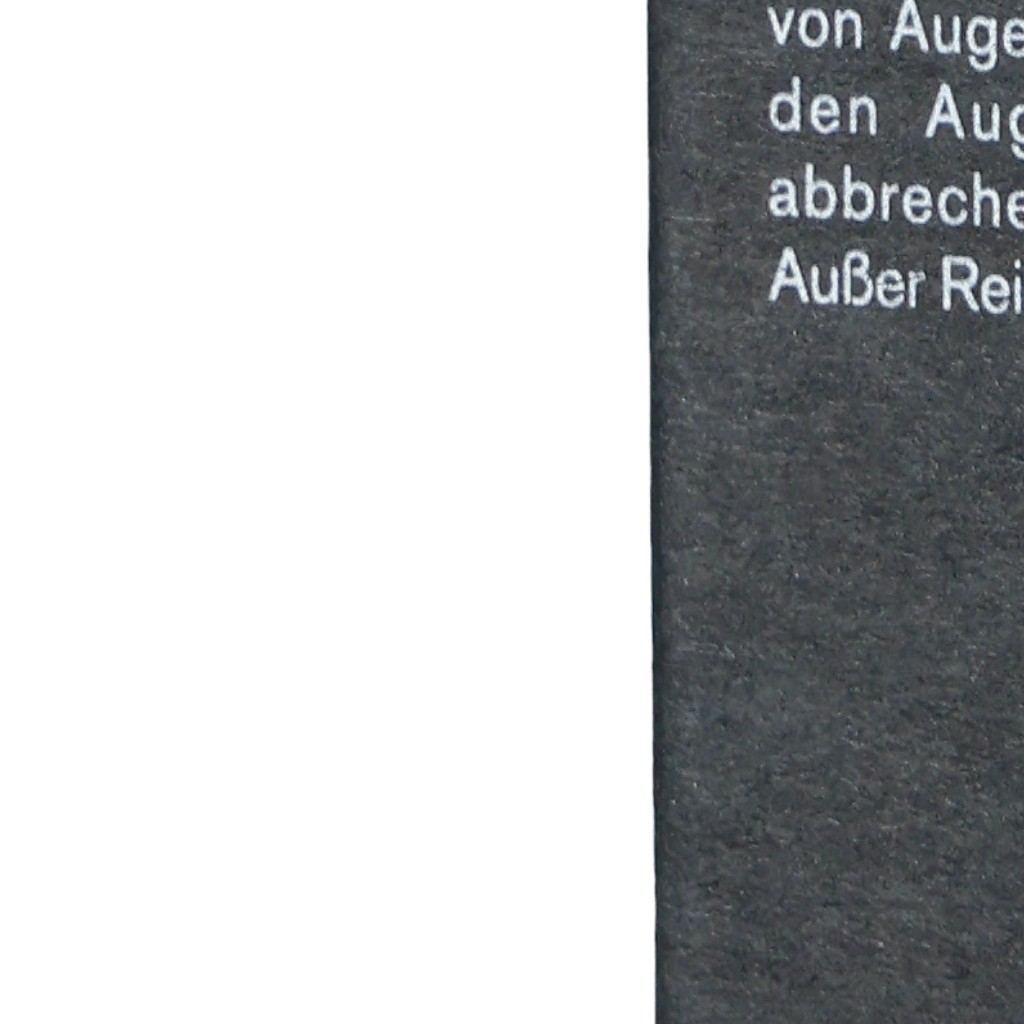 von Auge
den Aug
abbreche
Außer Rei